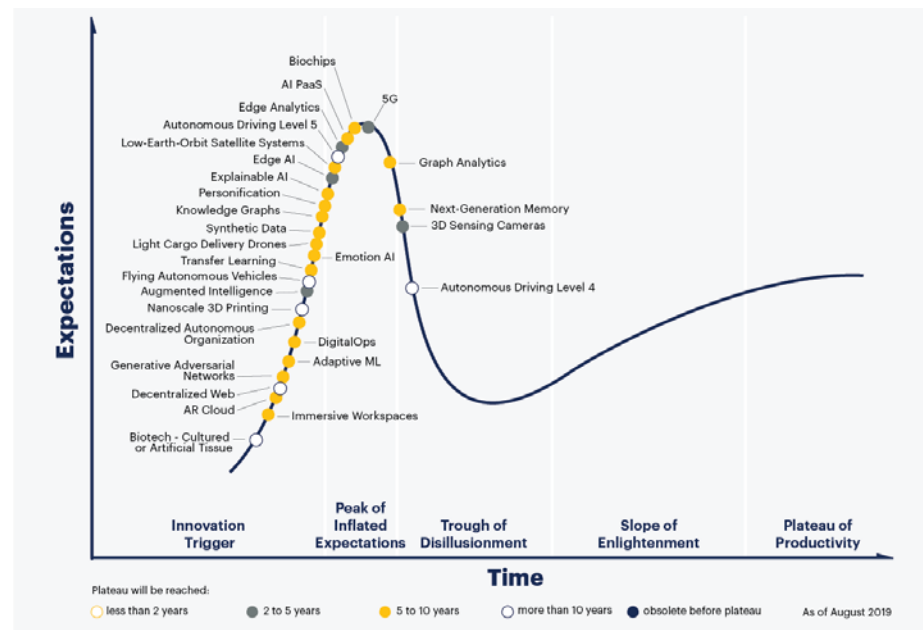 Biochips
AI PaaS
5G
Edge Analytics
Autonomous Driving Level 5
Low-Earth-Orbit Satellite Systems
Edge AI
Graph Analytics
Explainable AI
Personification
Knowledge Graphs
Next-Generation Memory
Synthetic Data
3D Sensing Cameras
Light Cargo Delivery Drones
Emotion AI
Transfer Learning
Flying Autonomous Vehicles
Augmented Intelligence
Autonomous Driving Level 4
Nanoscale 3D Printing
Decentralized Autonomous
Organization
DigitalOps
Generative Adversarial
Networks
Adaptive ML
Decentralized Web
AR Cloud
Immersive Workspaces
Biotech - Cultured
or Artificial Tissue
Expectations
Innovation
Trigger
Peak of
Inflated
Expectations
Trough of
Disillusionment
Slope of
Enlightenment
Plateau of
Productivity
Time
Plateau will be reached:
less than 2 years
2 to 5 years
5 to 10 years
more than 10 years
obsolete before plateau
As of August 2019